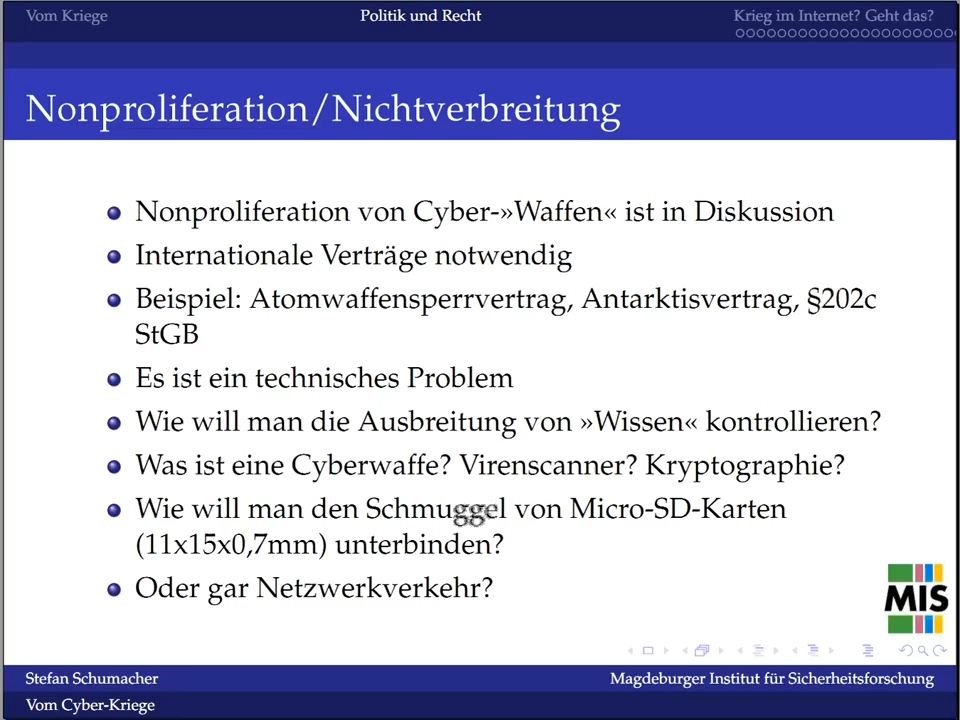 Vom Kriege
Politik und Recht
Krieg im Internet? Geht das?
Nonproliferation/Nichtverbreitung
Nonproliferation von Cyber-»Waffen« ist in Diskussion
Internationale Verträge notwendig
Beispiel: Atomwaffensperrvertrag, Antarktisvertrag, §202c
StGB
Es ist ein technisches Problem
Wie will man die Ausbreitung von »Wissen« kontrollieren?
Was ist eine Cyberwaffe? Virenscanner? Kryptographie?
Wie will man den Schmuggel von Micro-SD-Karten
(11x15x0,7mm) unterbinden?
Oder gar Netzwerkverkehr?
MIS
Stefan Schumacher
Magdeburger Institut für Sicherheitsforschung
Vom Cyber-Kriege